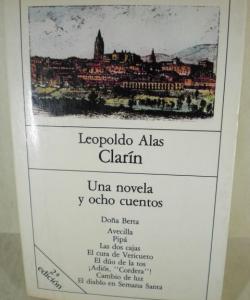 Leopoldo Alas
Clarín
Una novela
y ocho cuentos
Doña Berta
Avecilla
Pipá
Las dos cajas
El cura de Vericueto
El dúo de la tos
¡Adiós, "Cordera"!
Cambio de luz
El diablo en Semana Santa
2ª edición